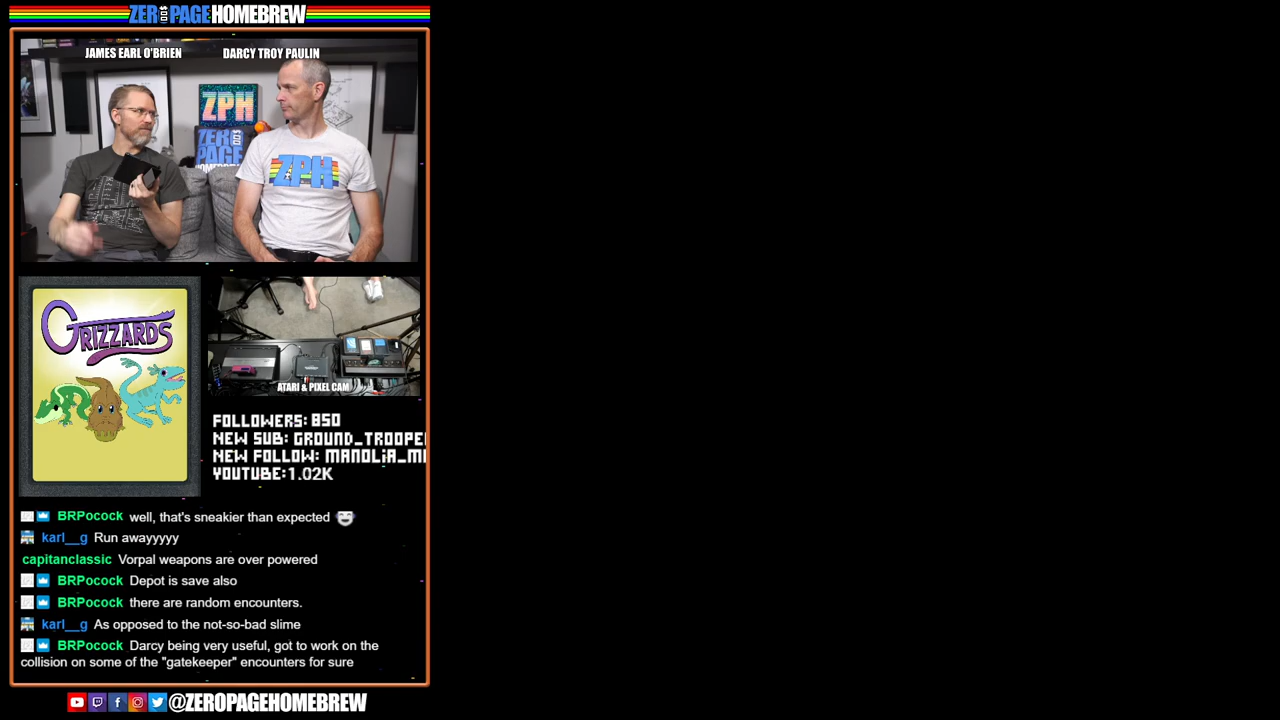 ZEROPAGEHOMEBREW
JAMES EARL O'BRIEN
DARCY TROY PAULIN
ZPH
ZERO
PAGE
HOMEBREW
ZPH
GRIZZARDS
ATARI & PIXEL CAM
FOLLOWERS: 850
NEW SUB: GROUND_TROOPE
NEW FOLLOW: MANOLIA_M
YOUTUBE:1.02K
BRPocock well, that's sneakier than expected
karl__g Run awayyyyy
capitanclassic Vorpal weapons are over powered
BRPocock Depot is save also
BRPocock there are random encounters.
karl__g As opposed to the not-so-bad slime
BRPocock Darcy being very useful, got to work on the
collision on some of the "gatekeeper" encounters for sure
@ZEROPAGEHOMEBREW